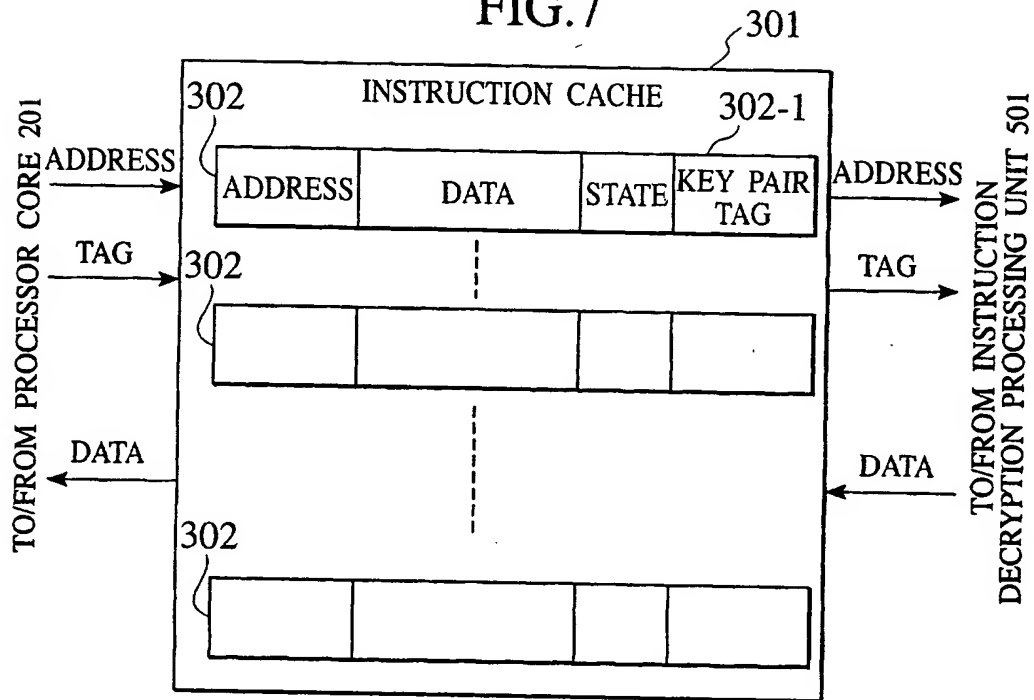 FIG. 7
301
INSTRUCTION CACHE
302
302-1
ADDRESS
DATA
STATE
KEY PAIR
TAG
302
302
TO/FROM PROCESSOR CORE 201
ADDRESS
TAG
DATA
ADDRESS
TAG
DATA
TO/FROM INSTRUCTION
DECRYPTION PROCESSING UNIT 501